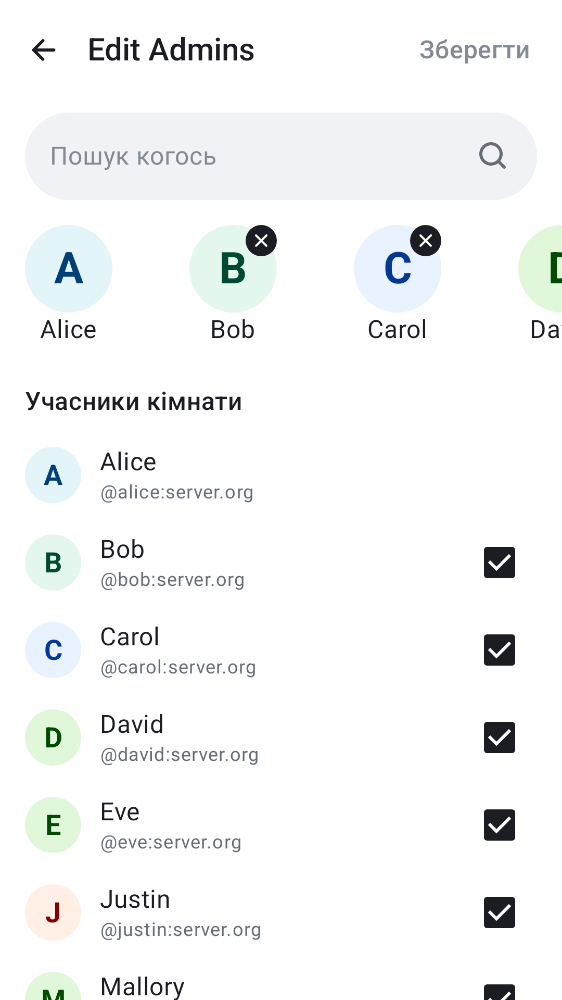 Edit Admins Зберегти
Пошук когось
A B C D
Alice Bob Carol Da
Учасники кімнати
A Alice
@alice:server.org
B Bob
@bob:server.org
C Carol
@carol:server.org
D David
@david:server.org
E Eve
@eve:server.org
J Justin
@justin:server.org
M Mallory